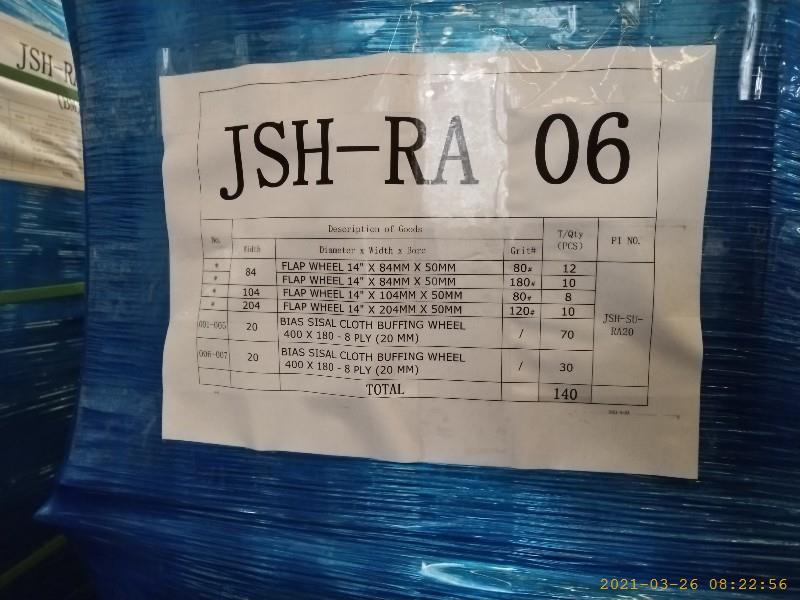 JSH-RA
JSH-RA 06
Description of Goods
No. Width Diameter x Width x Bore Grit# T/Qty (PCS) PI NO.
* 84 FLAP WHEEL 14" X 84MM X 50MM 80# 12
* FLAP WHEEL 14" X 84MM X 50MM 180# 10
* 104 FLAP WHEEL 14" X 104MM X 50MM 80# 8
* 204 FLAP WHEEL 14" X 204MM X 50MM 120# 10
JSH-SU-
RA20
001-005 20 BIAS SISAL CLOTH BUFFING WHEEL / 70
400 X 180 - 8 PLY (20 MM)
006-007 20 BIAS SISAL CLOTH BUFFING WHEEL / 30
400 X 180 - 8 PLY (20 MM)
TOTAL 140
2021-03-26 08:22:56